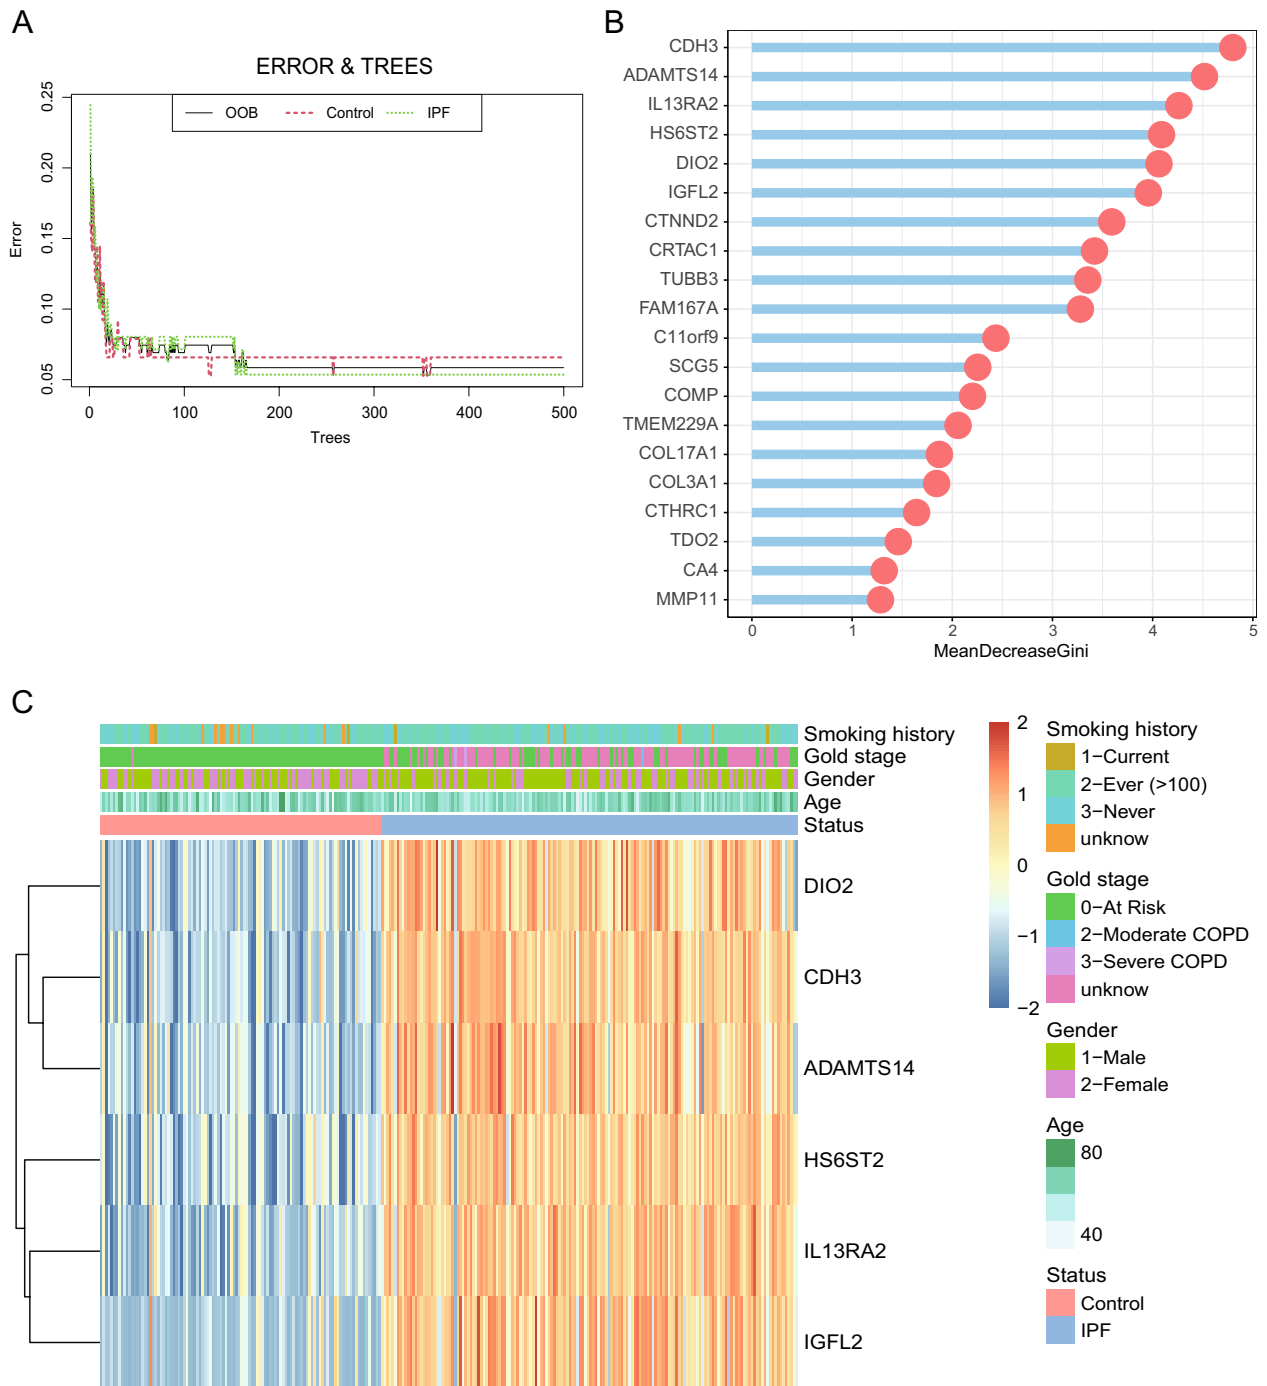 A
ERROR & TREES
OOB
Control
IPF
0.25
0.20
0.15
0.10
0.05
Error
0
100
200
300
400
500
Trees
B
CDH3
ADAMTS14
IL13RA2
HS6ST2
DIO2
IGFL2
CTNND2
CRTAC1
TUBB3
FAM167A
C11orf9
SCG5
COMP
TMEM229A
COL17A1
COL3A1
CTHRC1
TDO2
CA4
MMP11
0
1
2
3
4
5
MeanDecreaseGini
C
Smoking history
Gold stage
Gender
Age
Status
DIO2
CDH3
ADAMTS14
HS6ST2
IL13RA2
IGFL2
2
1
0
−1
−2
Smoking history
1−Current
2−Ever (>100)
3−Never
unknow
Gold stage
0−At Risk
2−Moderate COPD
3−Severe COPD
unknow
Gender
1−Male
2−Female
Age
80
40
Status
Control
IPF